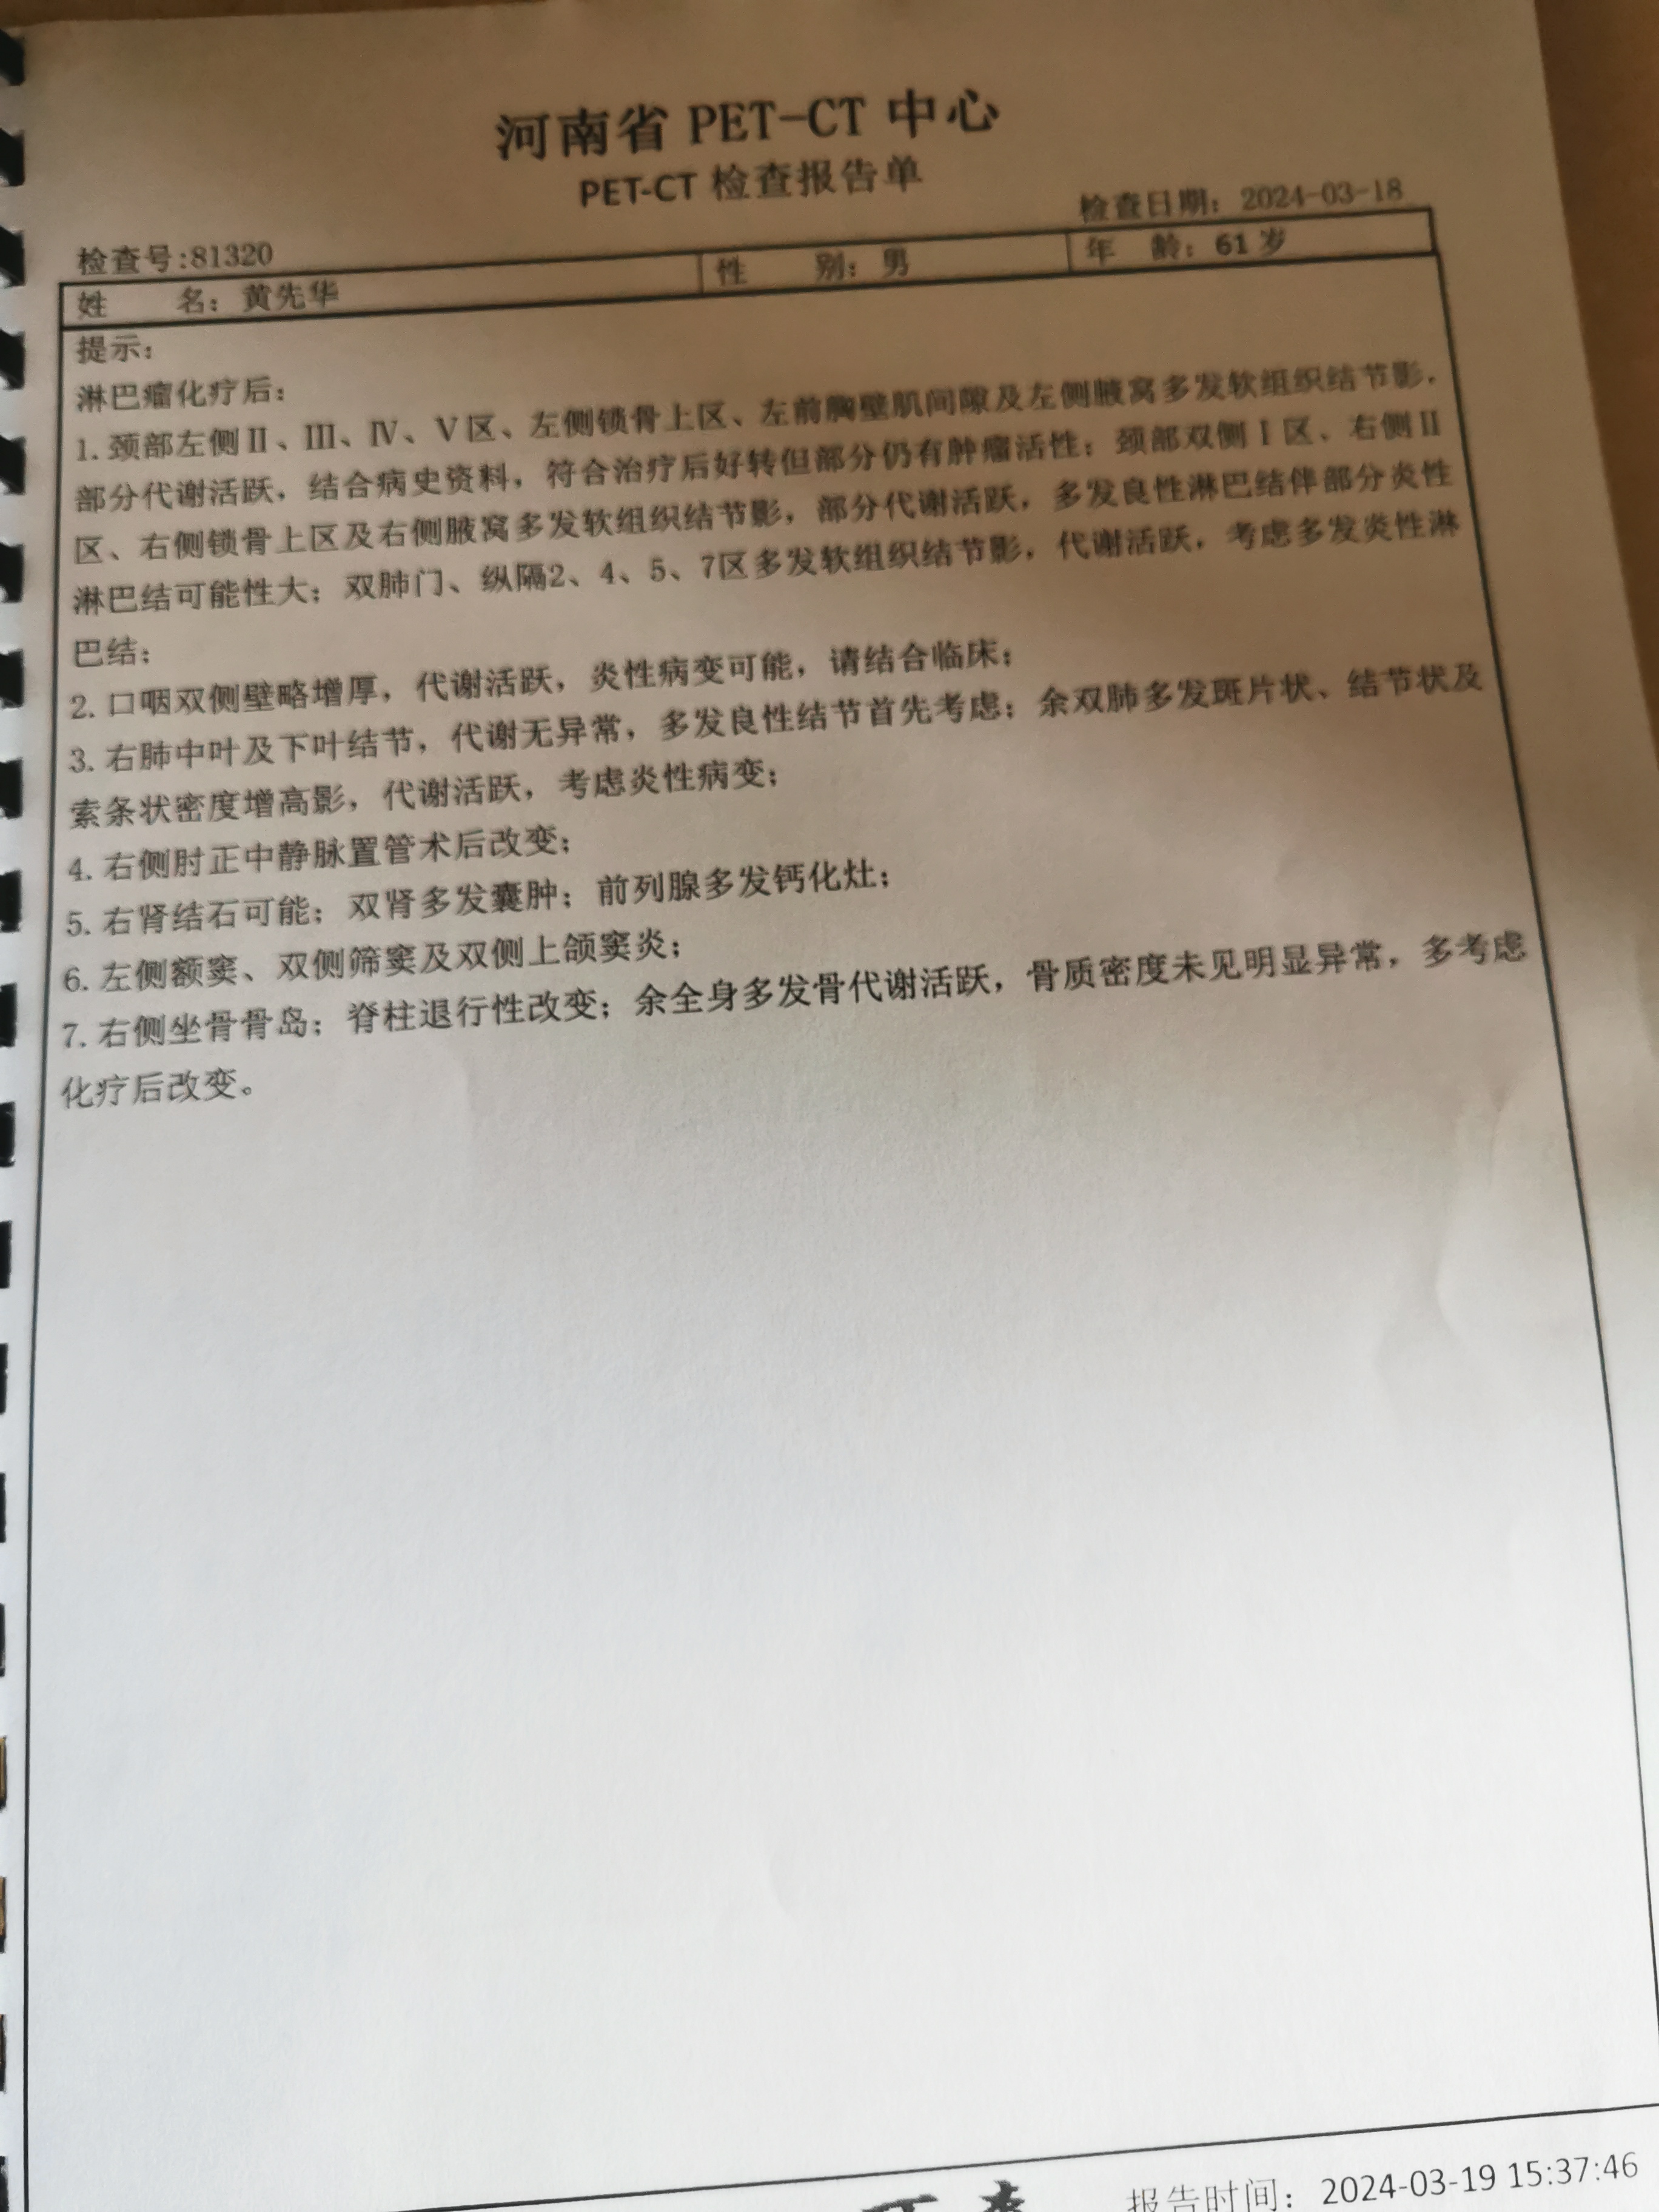 河南省 PET-CT 中心
PET-CT 检查报告单
检查号:81320
检查日期: 2024-03-18
姓 名: 黄先华
性 别: 男
年 龄: 61 岁
提示:
淋巴瘤化疗后:
1. 颈部左侧Ⅱ、Ⅲ、Ⅳ、Ⅴ区、左侧锁骨上区、左前胸壁肌间隙及左侧腋窝多发软组织结节影,
部分代谢活跃, 结合病史资料, 符合治疗后好转但部分仍有肿瘤活性; 颈部双侧Ⅰ区、右侧Ⅱ
区、右侧锁骨上区及右侧腋窝多发软组织结节影, 部分代谢活跃, 多发良性淋巴结伴部分炎性
淋巴结可能性大; 双肺门、纵隔2、4、5、7区多发软组织结节影, 代谢活跃, 考虑多发炎性淋
巴结;
2. 口咽双侧壁略增厚, 代谢活跃, 炎性病变可能, 请结合临床;
3. 右肺中叶及下叶结节, 代谢无异常, 多发良性结节首先考虑; 余双肺多发斑片状、结节状及
索条状密度增高影, 代谢活跃, 考虑炎性病变;
4. 右侧肘正中静脉置管术后改变;
5. 右肾结石可能; 双肾多发囊肿; 前列腺多发钙化灶;
6. 左侧额窦、双侧筛窦及双侧上颌窦炎;
7. 右侧坐骨骨岛; 脊柱退行性改变; 余全身多发骨代谢活跃, 骨质密度未见明显异常, 多考虑
化疗后改变。
报告时间: 2024-03-19 15:37:46